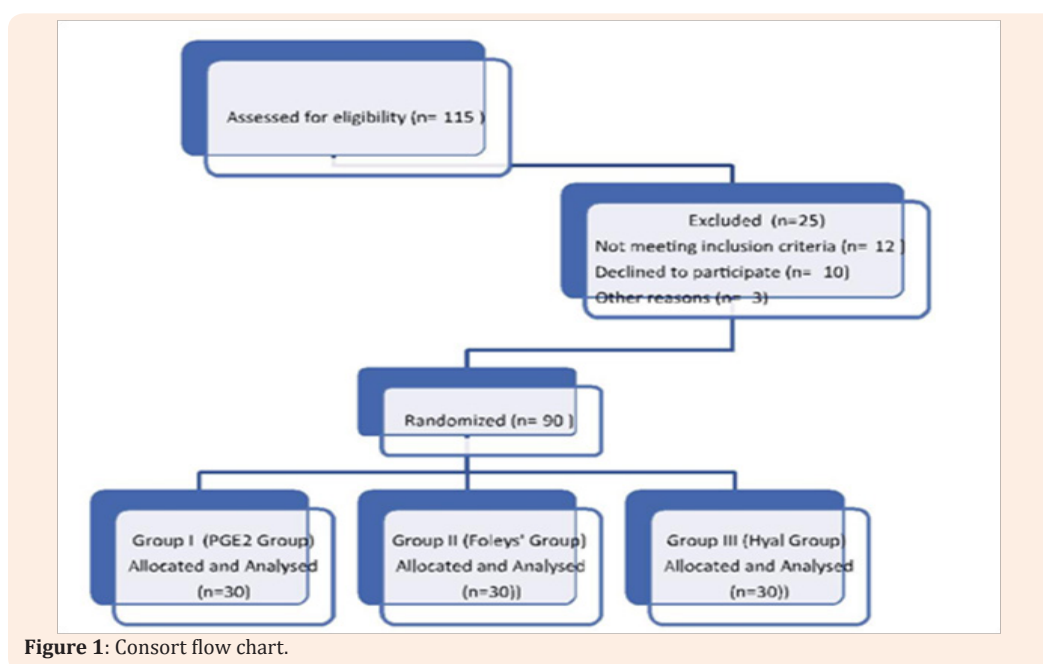 Assessed for eligibility (n= 115 )
Excluded (n=25)
Not meeting inclusion criteria (n= 12 )
Declined to participate (n= 10)
Other reasons (n= 3)
Randomized (n= 90 )
Group I (PGE2 Group)
Allocated and Analysed
(n=30)
Group II (Foleys' Group)
Allocated and Analysed
(n=30))
Group III (Hyal Group)
Allocated and Analysed
(n=30))
Figure 1: Consort flow chart.